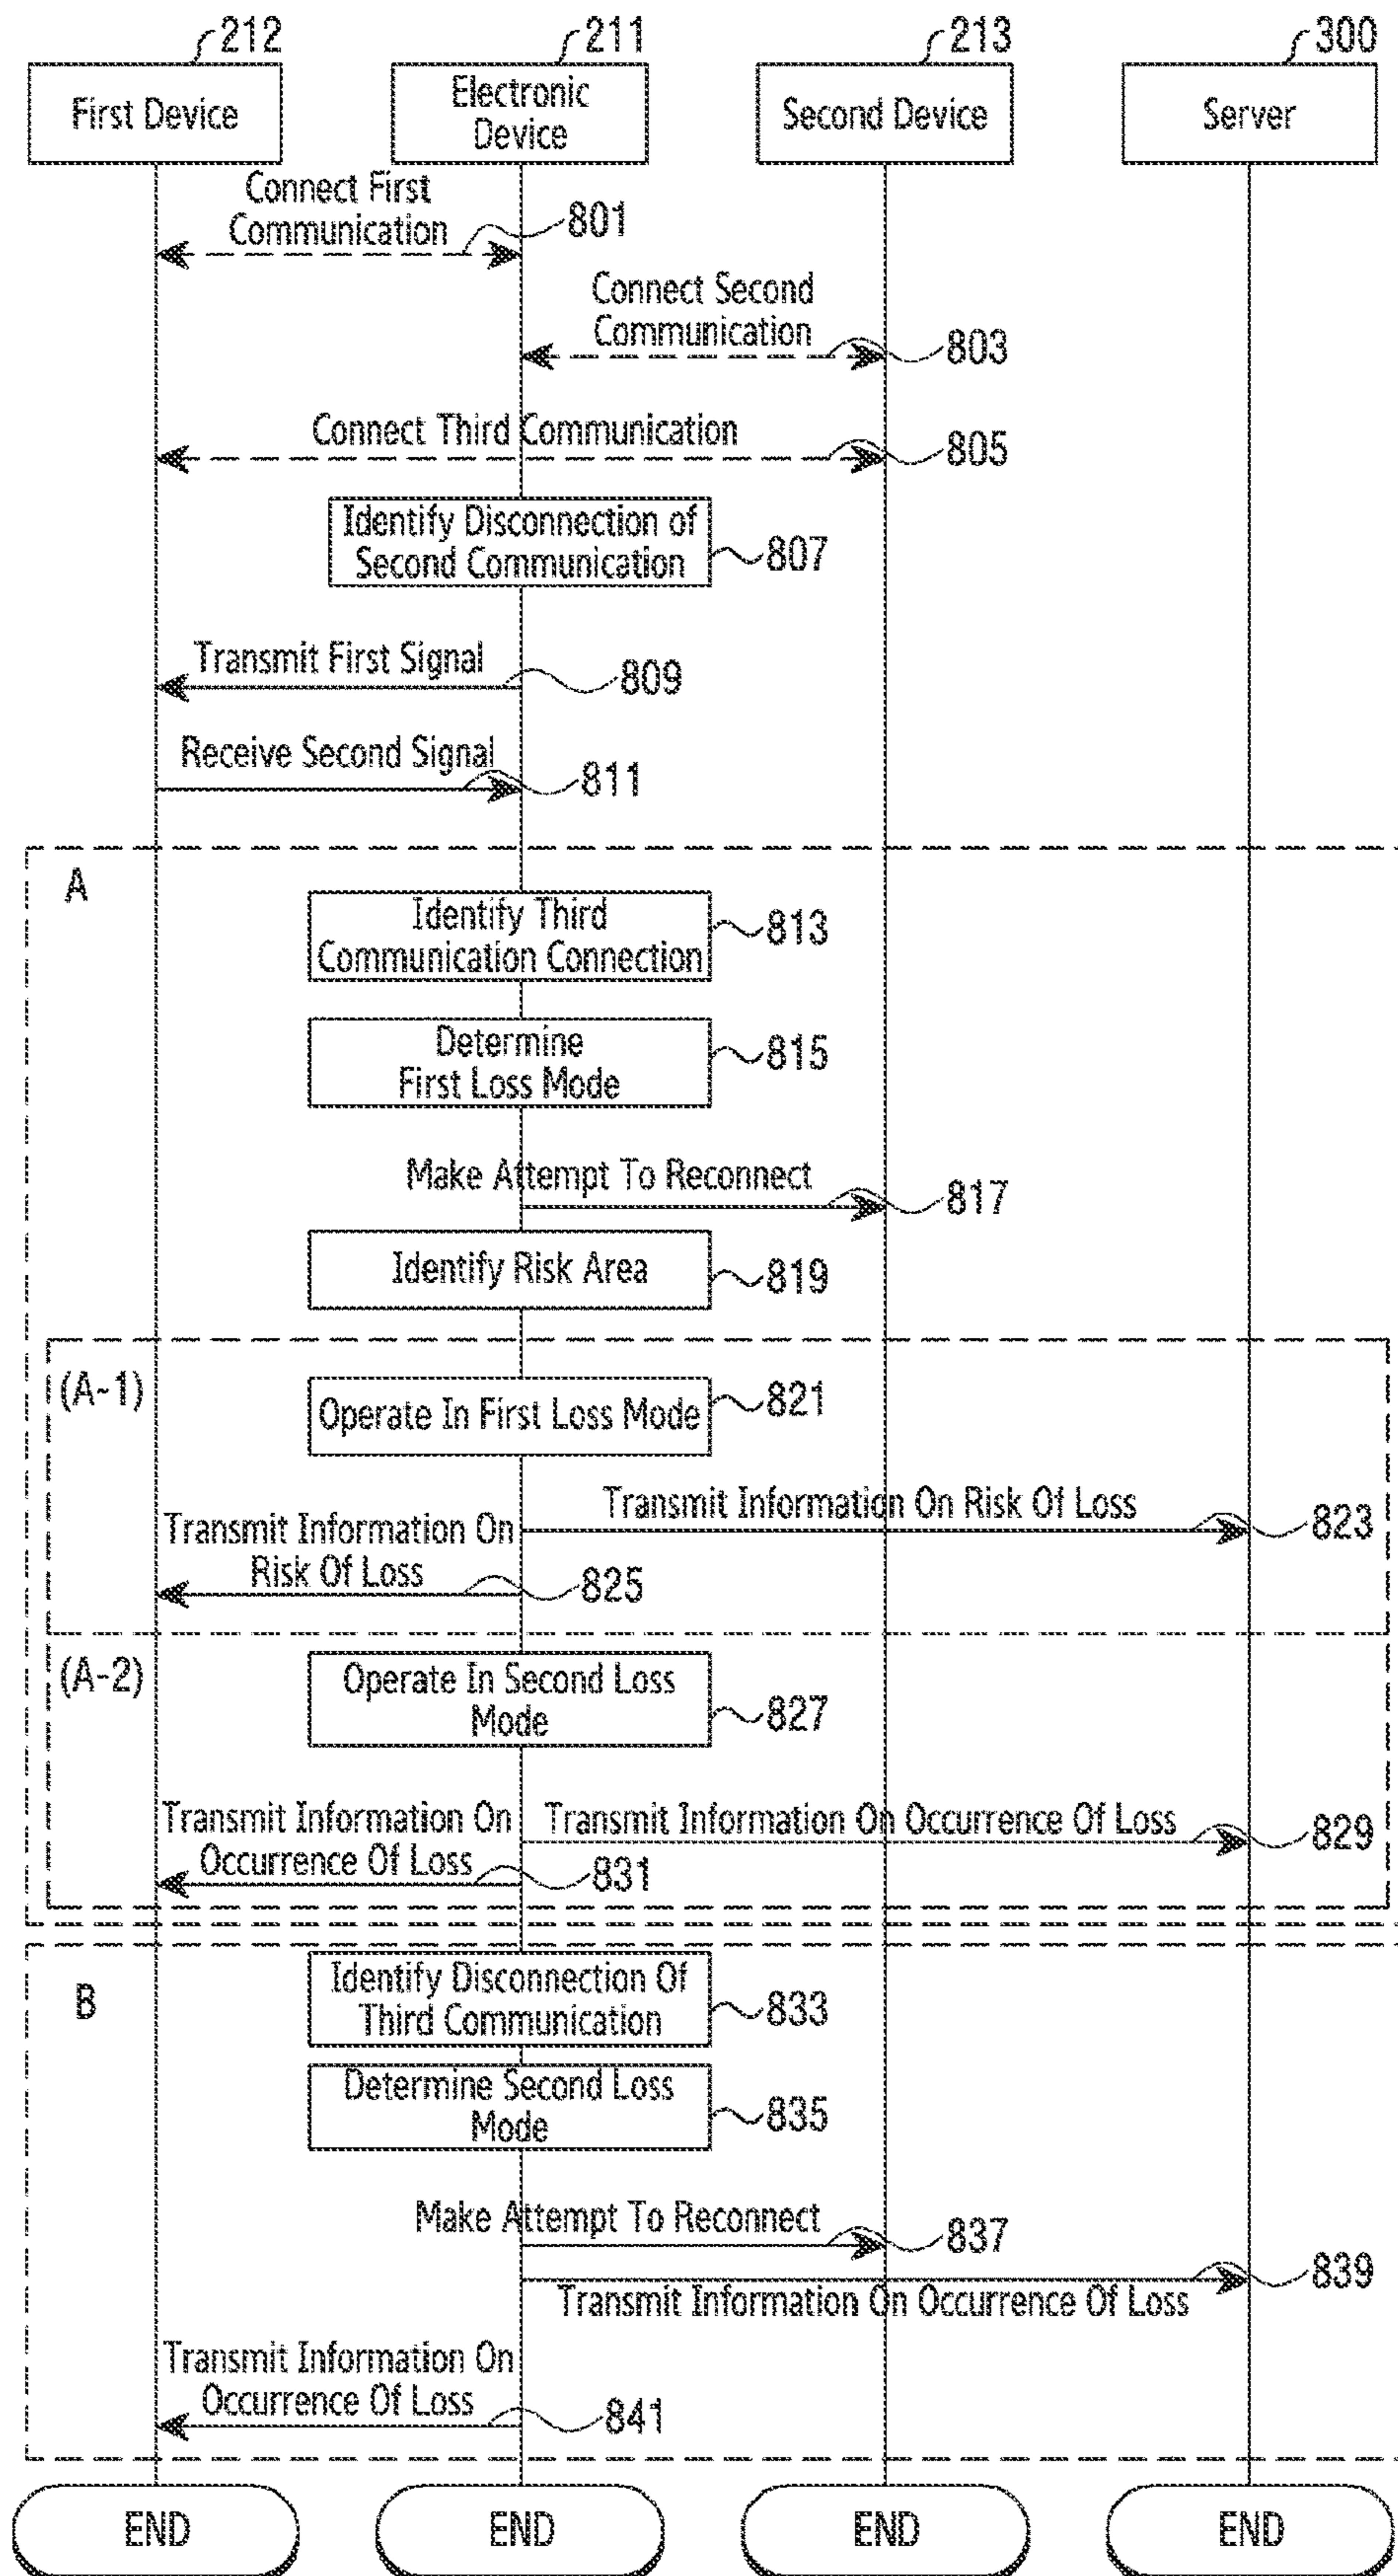 212
211
213
300
First Device
Electronic
Device
Second Device
Server
Connect First
Communication
801
Connect Second
Communication
803
Connect Third Communication
805
Identify Disconnection of
Second Communication
807
Transmit First Signal
809
Receive Second Signal
811
A
Identify Third
Communication Connection
813
Determine
First Loss Mode
815
Make Attempt To Reconnect
817
Identify Risk Area
819
(A-1)
Operate In First Loss Mode
821
Transmit Information On Risk Of Loss
823
Transmit Information On
Risk Of Loss
825
(A-2)
Operate In Second Loss
Mode
827
Transmit Information On Occurrence Of Loss
829
Transmit Information On
Occurrence Of Loss
831
B
Identify Disconnection Of
Third Communication
833
Determine Second Loss
Mode
835
Make Attempt To Reconnect
837
839
Transmit Information On Occurrence Of Loss
Transmit Information On
Occurrence Of Loss
841
END
END
END
END